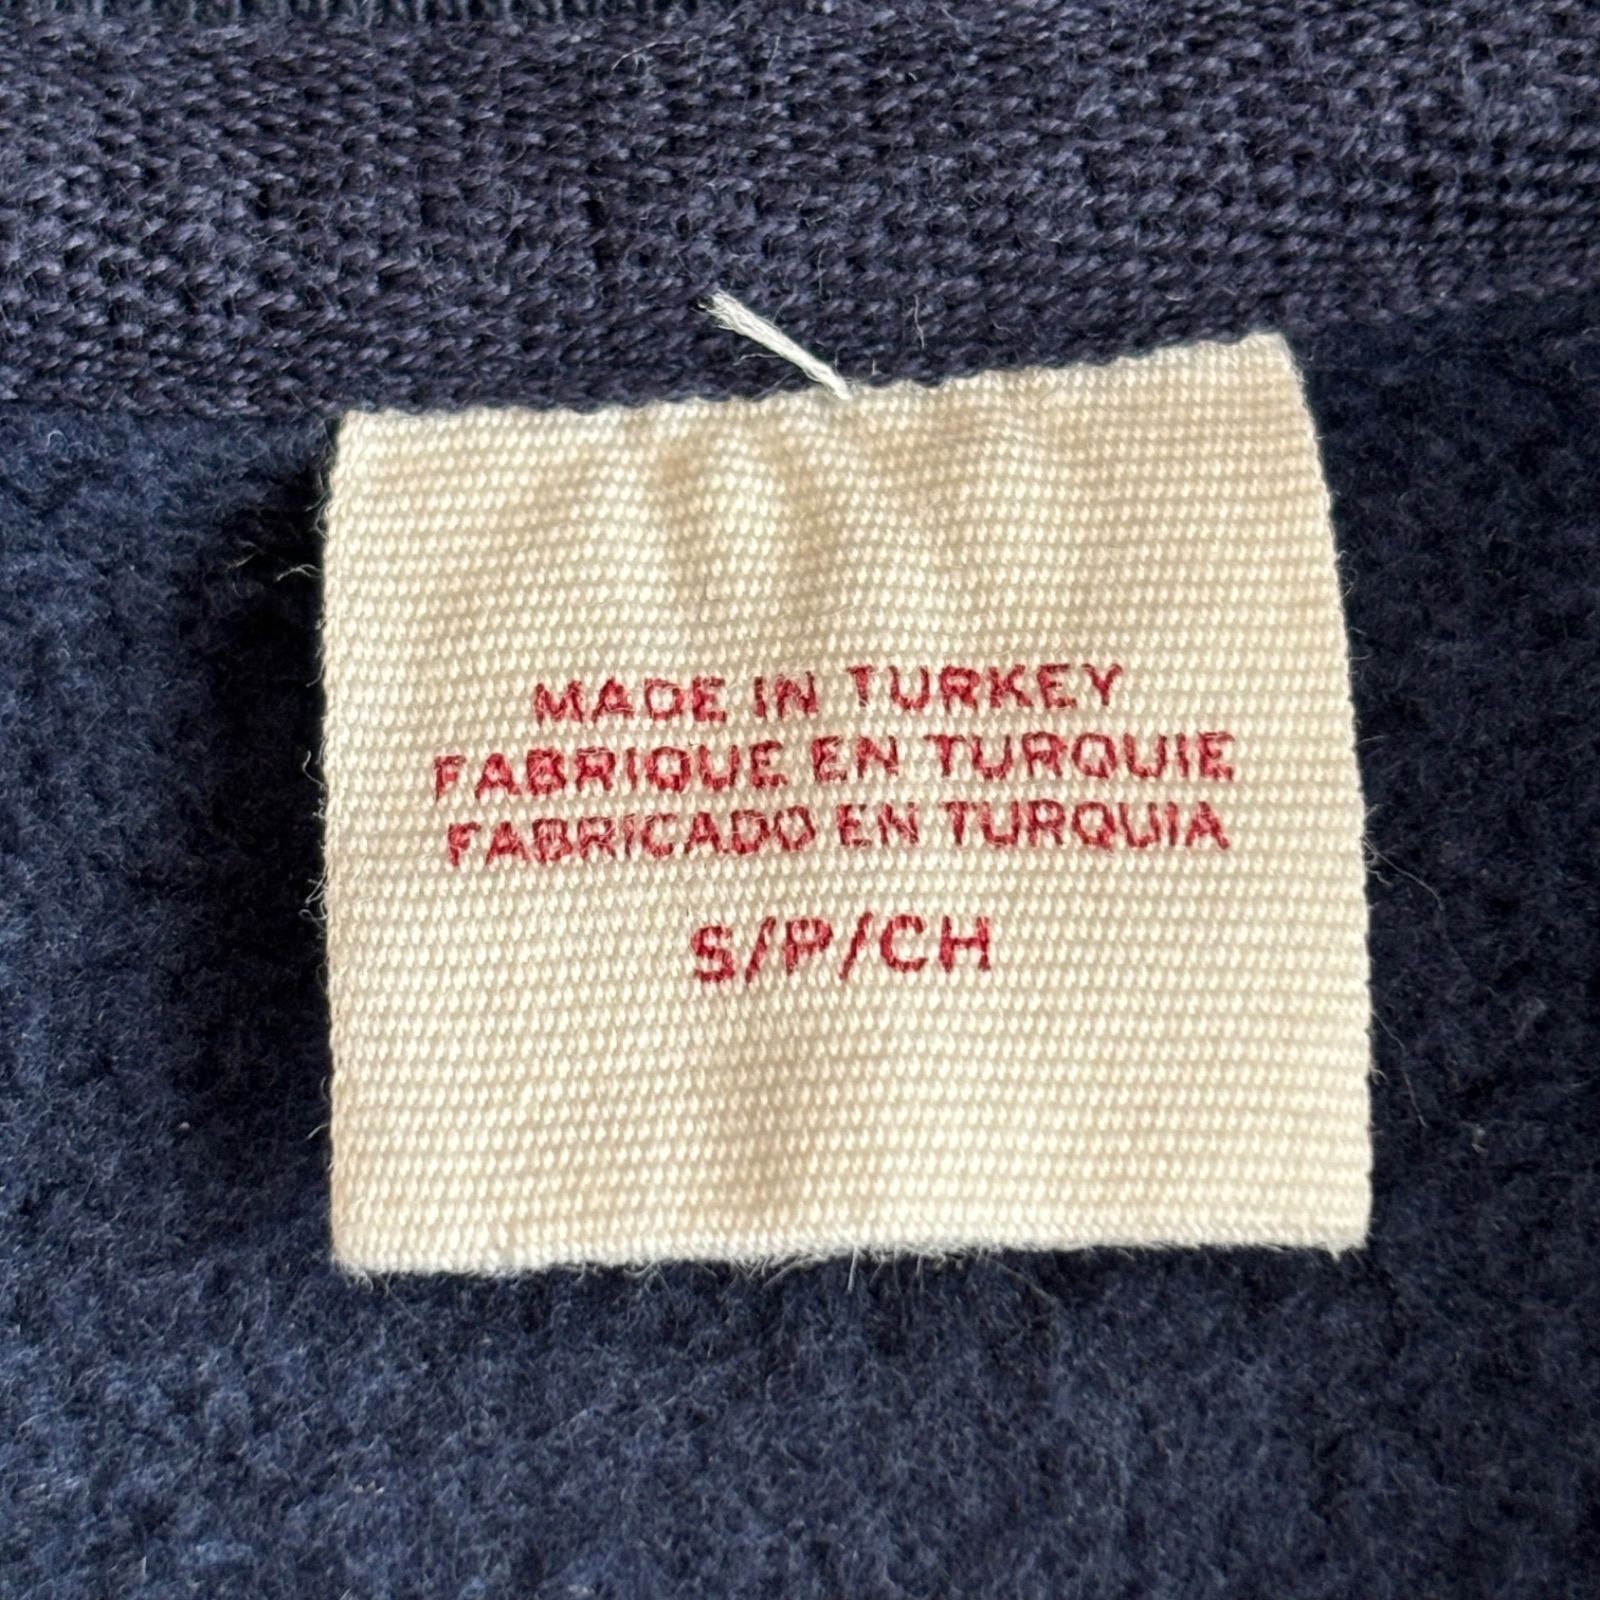 MADE IN TURKEY
FABRIQUE EN TURQUIE
FABRICADO EN TURQUIA
S/P/CH